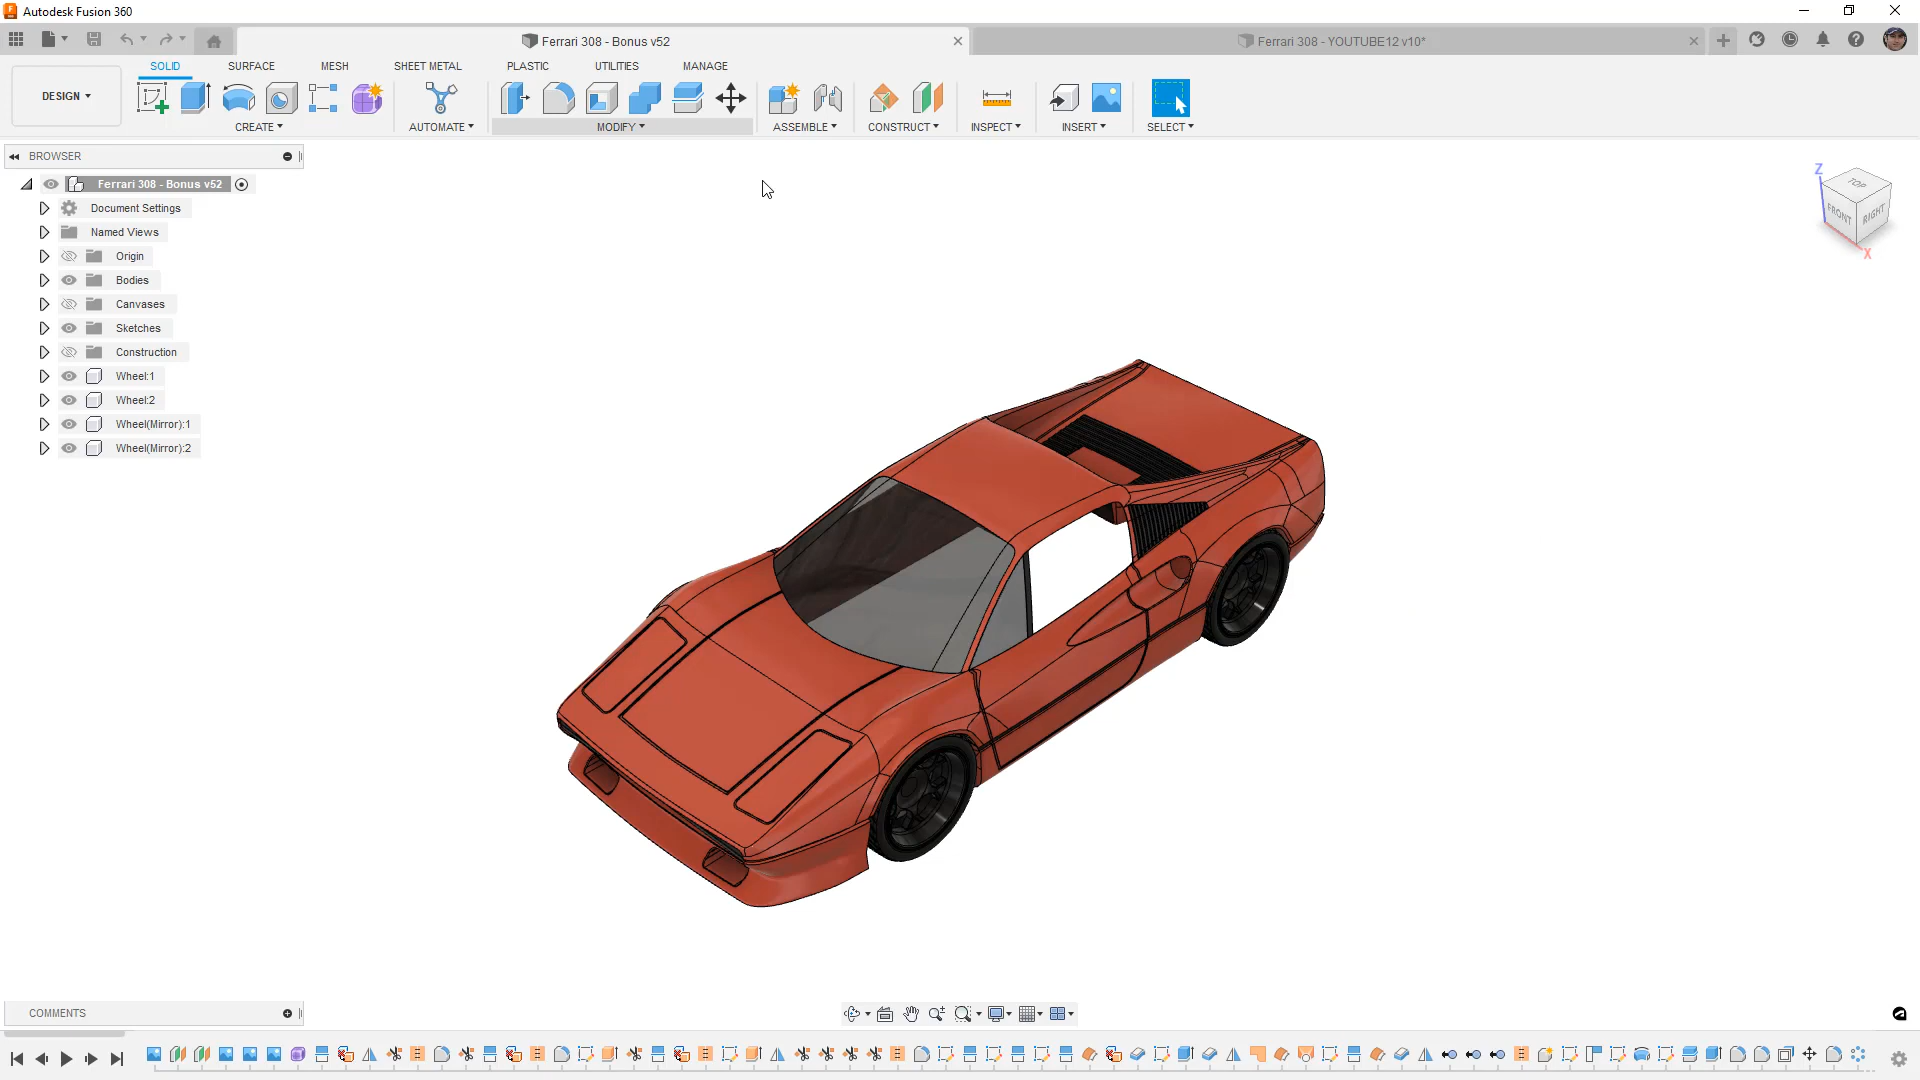 Autodesk Fusion 360
Ferrari 308 - Bonus v52
Ferrari 308 - YOUTUBE12 v10*
DESIGN
SOLID
SURFACE
MESH
SHEET METAL
PLASTIC
UTILITIES
MANAGE
CREATE
AUTOMATE
MODIFY
ASSEMBLE
CONSTRUCT
INSPECT
INSERT
SELECT
BROWSER
Ferrari 308 - Bonus v52
Document Settings
Named Views
Origin
Bodies
Canvases
Sketches
Construction
Wheel:1
Wheel:2
Wheel(Mirror):1
Wheel(Mirror):2
Z
TOP
FRONT
RIGHT
X
COMMENTS